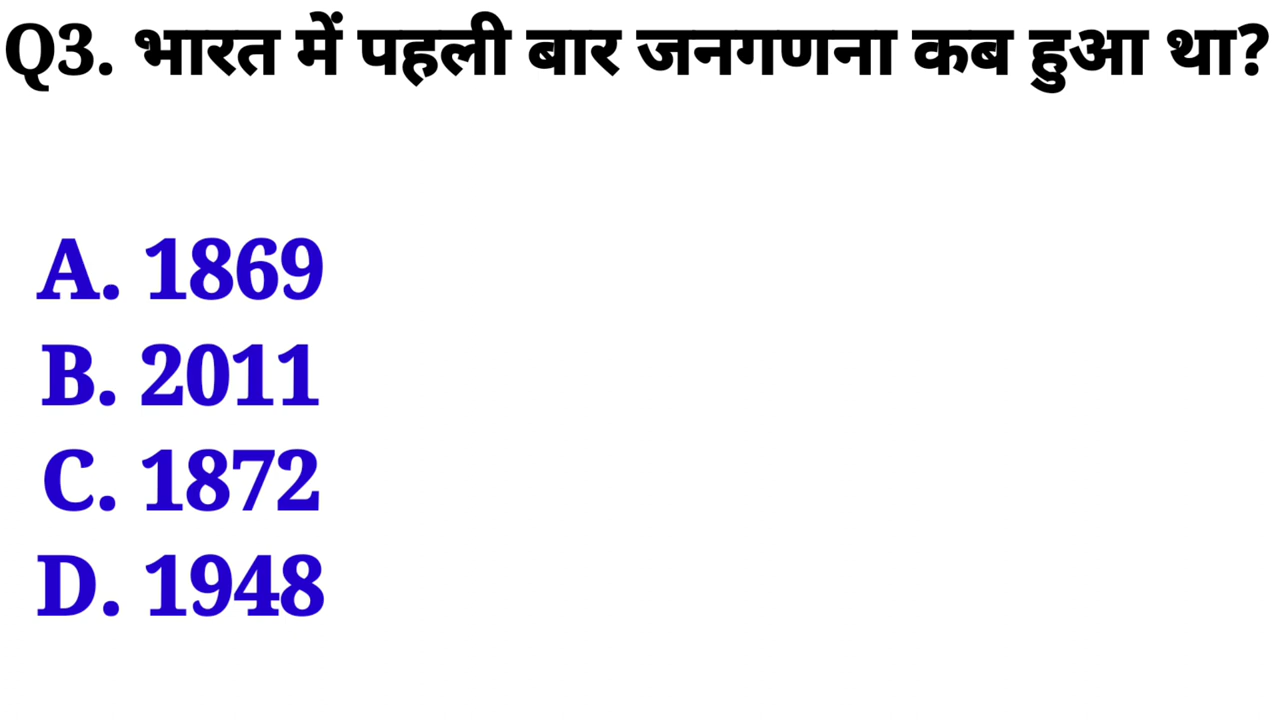 Q3. भारत में पहली बार जनगणना कब हुआ था?
A. 1869
B. 2011
C. 1872
D. 1948